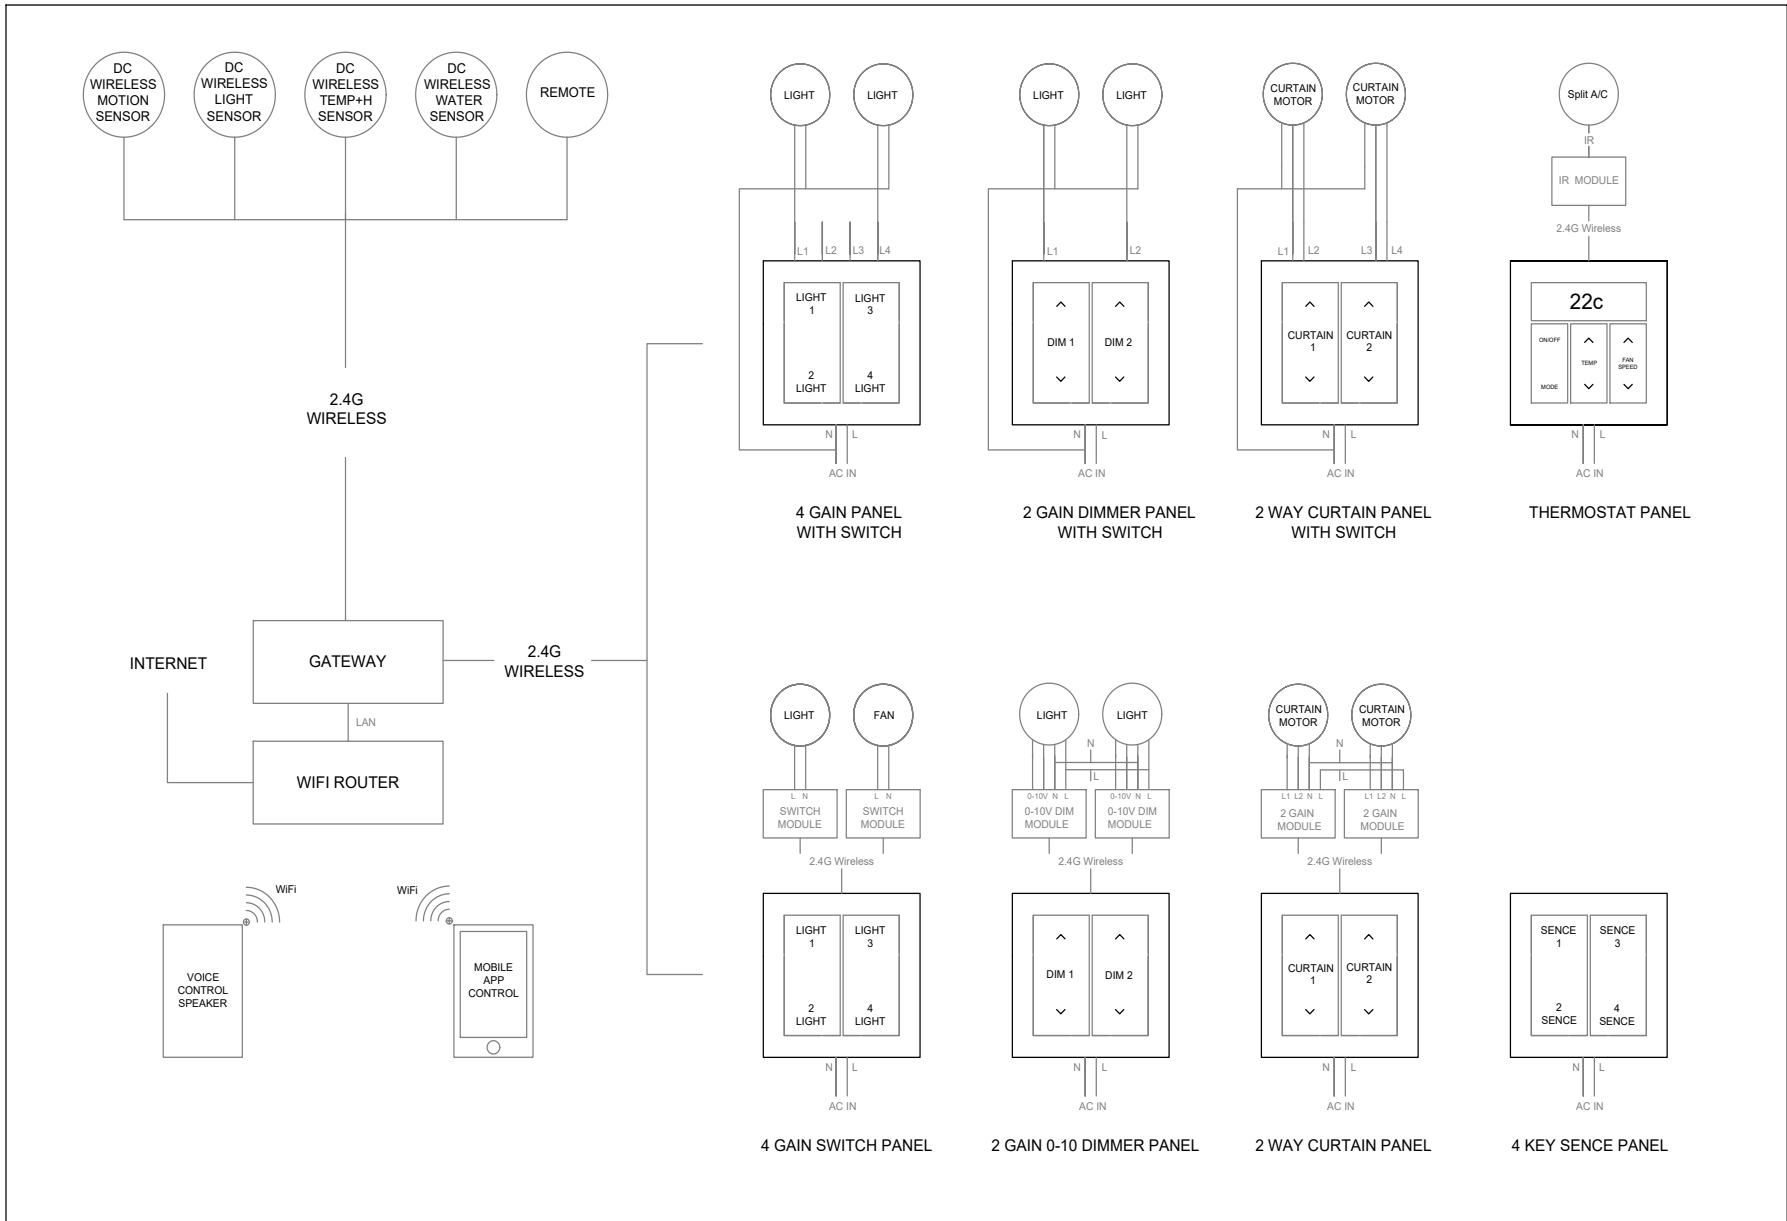 DC
WIRELESS
MOTION
SENSOR
DC
WIRELESS
LIGHT
SENSOR
DC
WIRELESS
TEMP+H
SENSOR
DC
WIRELESS
WATER
SENSOR
REMOTE
2.4G
WIRELESS
GATEWAY
INTERNET
LAN
WIFI ROUTER
2.4G
WIRELESS
WiFi
VOICE
CONTROL
SPEAKER
WiFi
MOBILE
APP
CONTROL
LIGHT
LIGHT
L1
L2
L3
L4
LIGHT
1
LIGHT
3
2
LIGHT
4
LIGHT
N
L
AC IN
4 GAIN PANEL
WITH SWITCH
LIGHT
LIGHT
L1
L2
DIM 1
DIM 2
N
L
AC IN
2 GAIN DIMMER PANEL
WITH SWITCH
CURTAIN
MOTOR
CURTAIN
MOTOR
L1
L2
L3
L4
CURTAIN
1
CURTAIN
2
N
L
AC IN
2 WAY CURTAIN PANEL
WITH SWITCH
Split A/C
IR
IR MODULE
2.4G Wireless
22c
ON/OFF
MODE
TEMP
FAN
SPEED
N
L
AC IN
THERMOSTAT PANEL
LIGHT
FAN
L N
L N
SWITCH
MODULE
SWITCH
MODULE
2.4G Wireless
LIGHT
1
LIGHT
3
2
LIGHT
4
LIGHT
N
L
AC IN
4 GAIN SWITCH PANEL
LIGHT
LIGHT
N
L
0-10V N L
0-10V N L
0-10V DIM
MODULE
0-10V DIM
MODULE
2.4G Wireless
DIM 1
DIM 2
N
L
AC IN
2 GAIN 0-10 DIMMER PANEL
CURTAIN
MOTOR
CURTAIN
MOTOR
N
L
L1 L2 N L
L1 L2 N L
2 GAIN
MODULE
2 GAIN
MODULE
2.4G Wireless
CURTAIN
1
CURTAIN
2
N
L
AC IN
2 WAY CURTAIN PANEL
SENCE
1
SENCE
3
2
SENCE
4
SENCE
N
L
AC IN
4 KEY SENCE PANEL